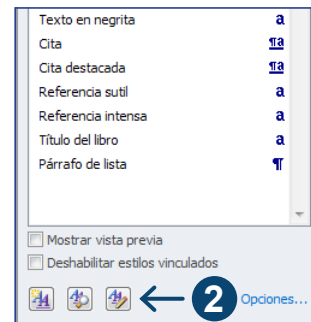 Texto en negrita a
Cita ¶a
Cita destacada ¶a
Referencia sutil a
Referencia intensa a
Título del libro a
Párrafo de lista ¶
Mostrar vista previa
Deshabilitar estilos vinculados
2 Opciones...